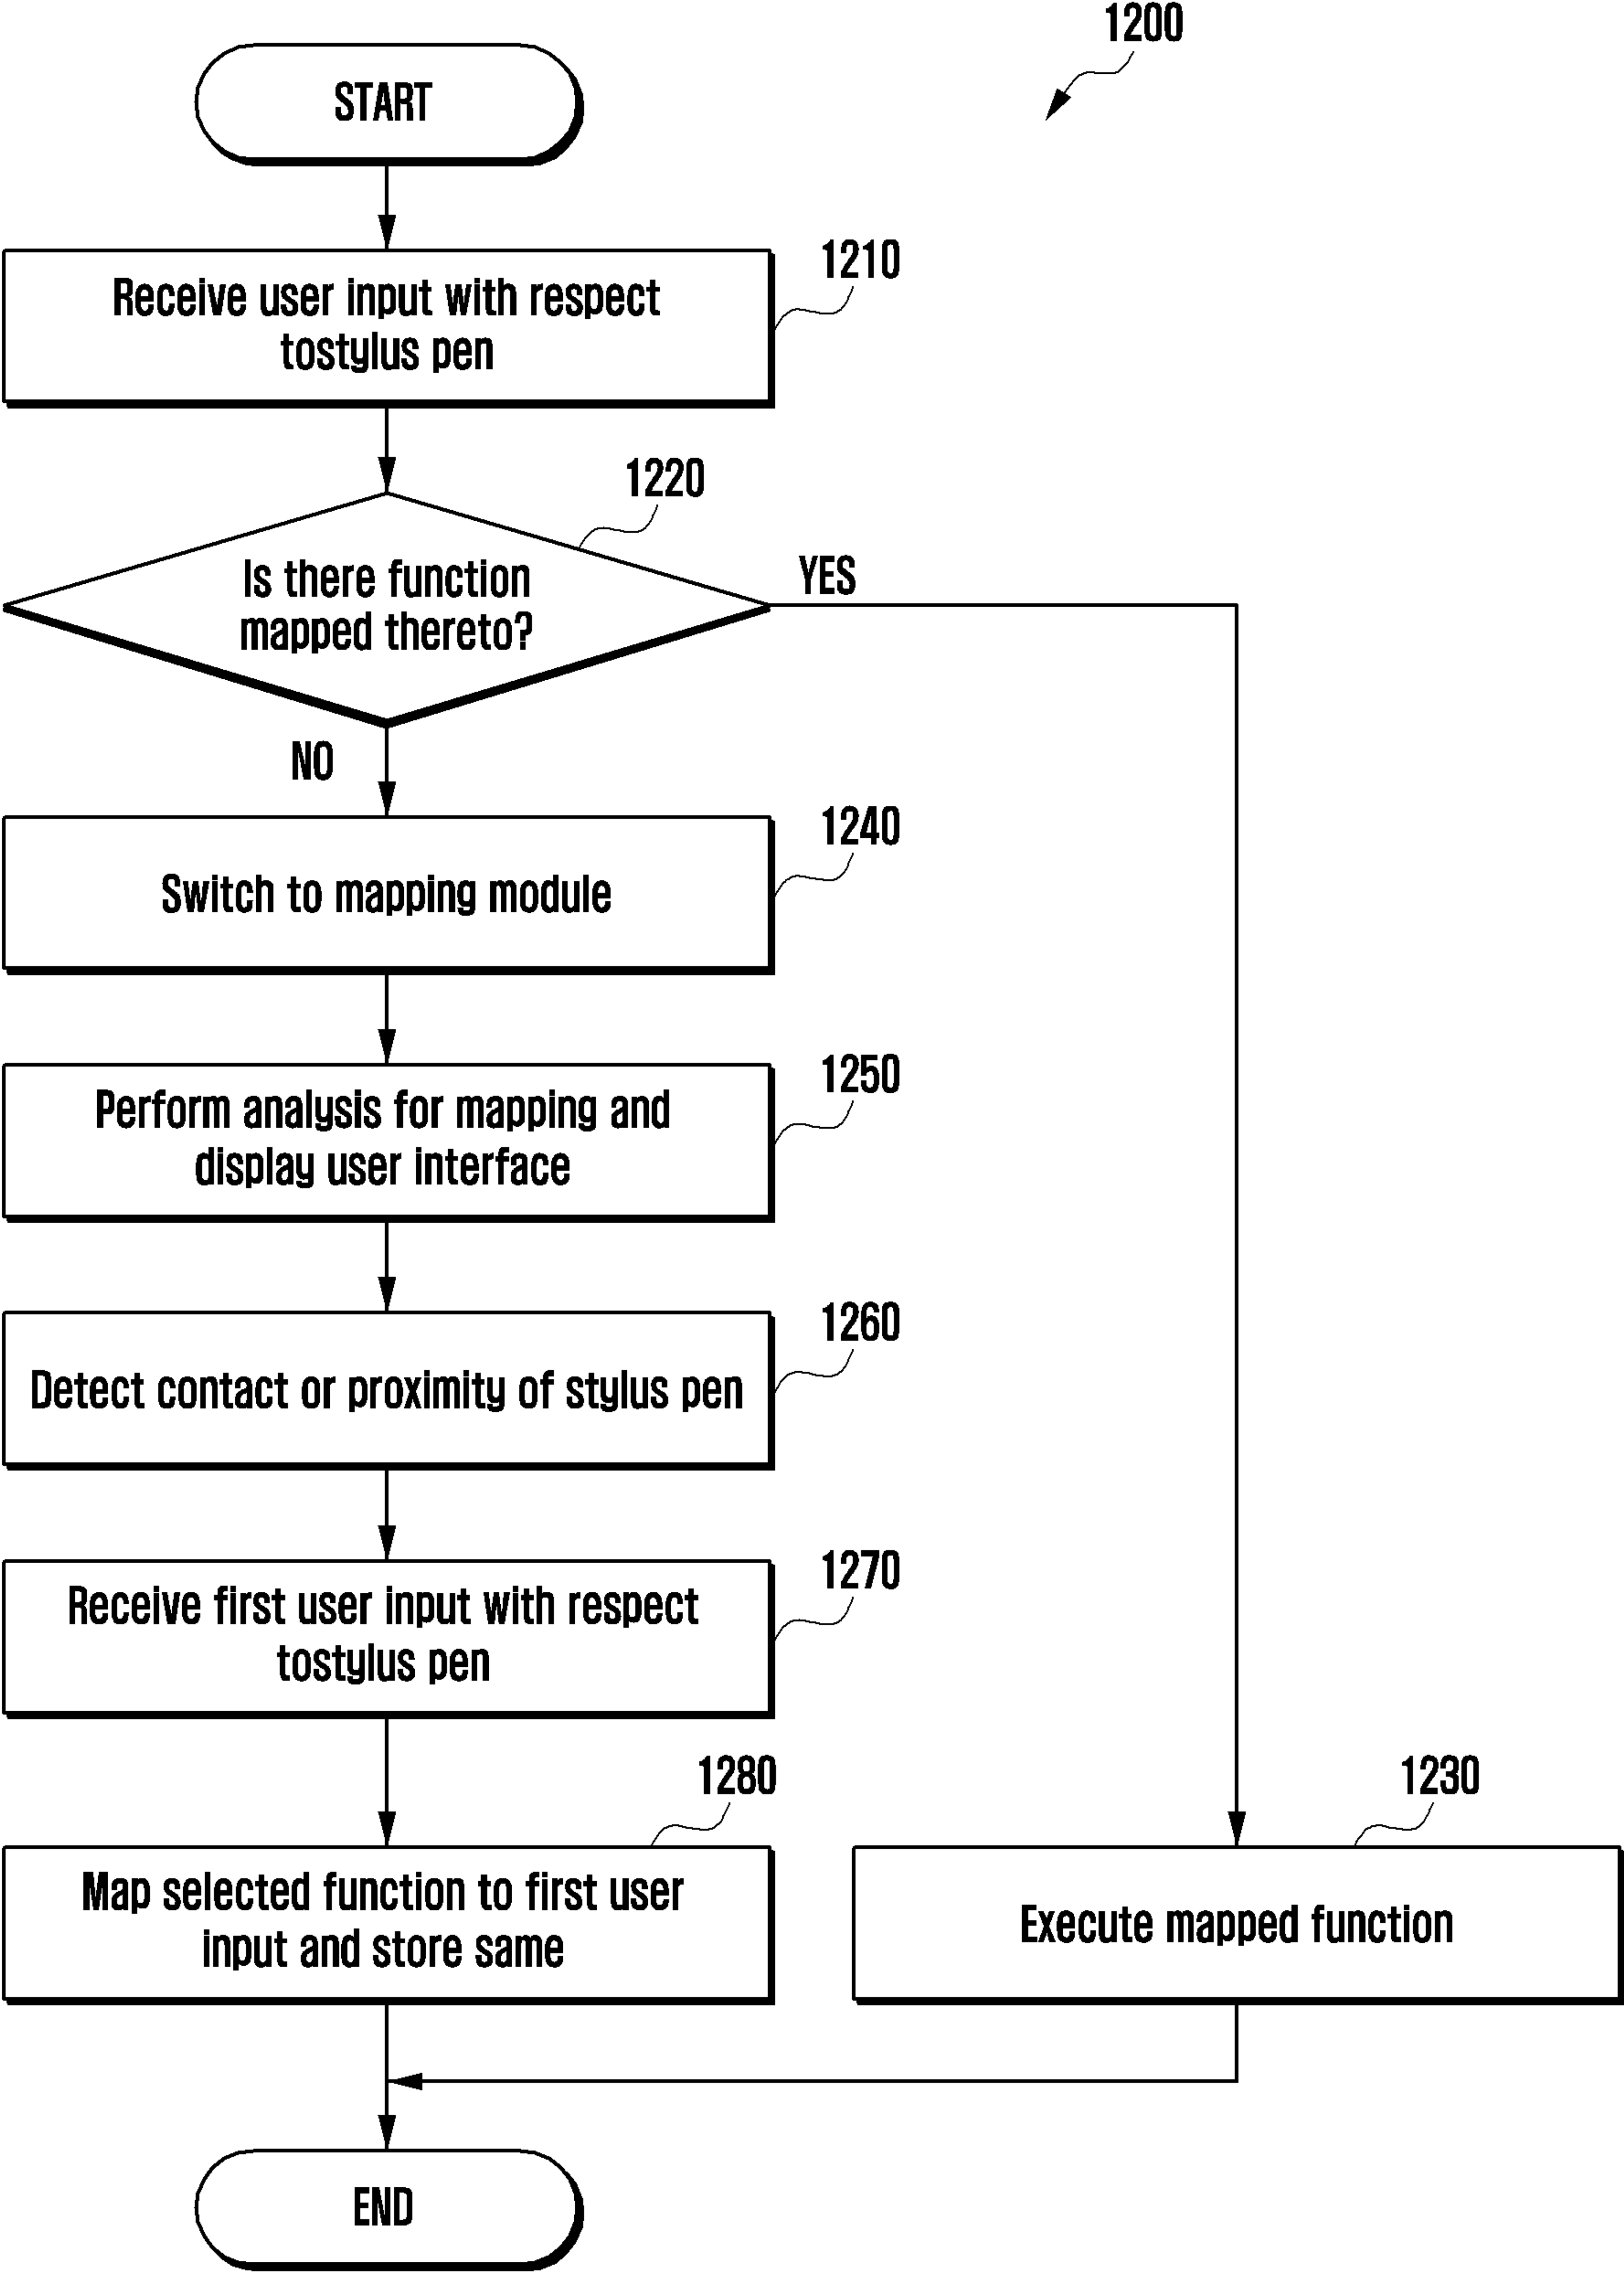 1200
START
1210
Receive user input with respect
tostylus pen
1220
Is there function
mapped thereto?
YES
NO
1240
Switch to mapping module
1250
Perform analysis for mapping and
display user interface
1260
Detect contact or proximity of stylus pen
1270
Receive first user input with respect
tostylus pen
1280
Map selected function to first user
input and store same
1230
Execute mapped function
END